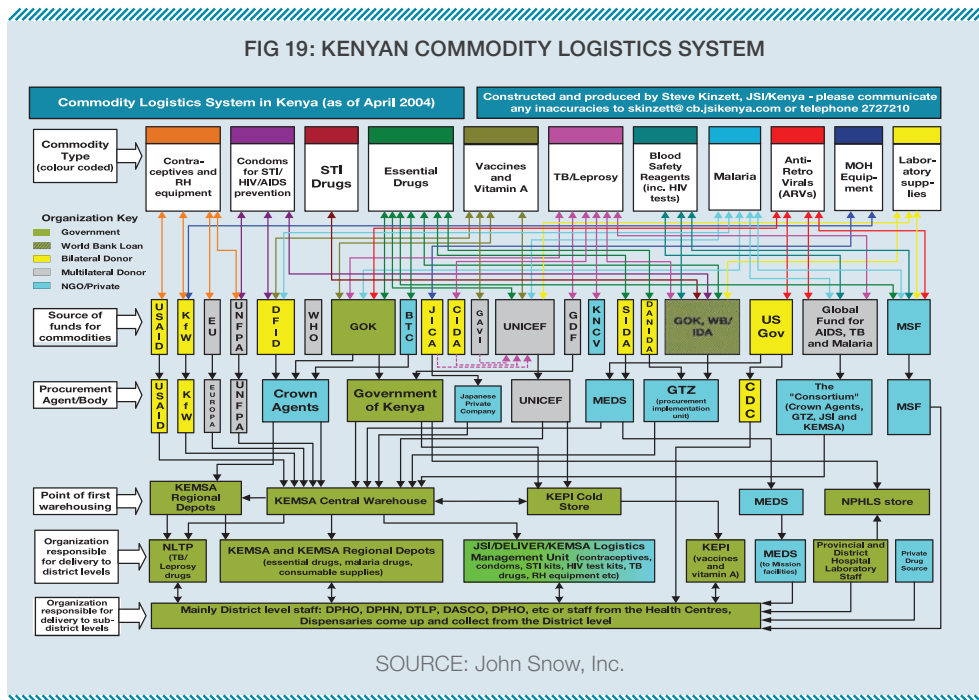 FIG 19: KENYAN COMMODITY LOGISTICS SYSTEM
Commodity Logistics System in Kenya (as of April 2004)
Constructed and produced by Steve Kinzett, JSI/Kenya - please communicate
any inaccuracies to skinzett@cb.jsikenya.com or telephone 2727210
Commodity
Type
(colour coded)
Contra-
ceptives and
RH
equipment
Condoms
for STI/
HIV/AIDS
prevention
STI
Drugs
Essential
Drugs
Vaccines
and
Vitamin A
TB/Leprosy
Blood
Safety
Reagents
(inc. HIV
tests)
Malaria
Anti-
Retro
Virals
(ARVs)
MOH
Equip-
ment
Labor-
atory
supp-
lies
Organization Key
Government
World Bank Loan
Bilateral Donor
Multilateral Donor
NGO/Private
Source of
funds for
commodities
USAID
KfW
EU
UNFPA
DFID
WHO
GOK
BTC
JICA
CIDA
GAVI
UNICEF
GDF
KNCV
SIDA
DANIDA
GOK, WB/
IDA
US
Gov
Global
Fund for
AIDS, TB
and Malaria
MSF
Procurement
Agent/Body
USAID
KfW
EUROPA
UNFPA
Crown
Agents
Government
of Kenya
Japanese
Private
Company
UNICEF
MEDS
GTZ
(procurement
implementation
unit)
CDC
The
"Consortium"
(Crown Agents,
GTZ, JSI and
KEMSA)
MSF
Point of first
warehousing
KEMSA
Regional
Depots
KEMSA Central Warehouse
KEPI Cold
Store
MEDS
NPHLS store
Organization
responsible
for delivery to
district levels
NLTP
(TB/
Leprosy
drugs)
KEMSA and KEMSA Regional Depots
(essential drugs, malaria drugs,
consumable supplies)
JSI/DELIVER/KEMSA Logistics
Management Unit (contraceptives,
condoms, STI kits, HIV test kits, TB
drugs, RH equipment etc)
KEPI
(vaccines
and
vitamin A)
MEDS
(to Mission
facilities)
Provincial and
District
Hospital
Laboratory
Staff
Private
Drug
Source
Organization
responsible for
delivery to sub-
district levels
Mainly District level staff: DPHO, DPHN, DTLP, DASCO, DPHO, etc or staff from the Health Centres,
Dispensaries come up and collect from the District level
SOURCE: John Snow, Inc.